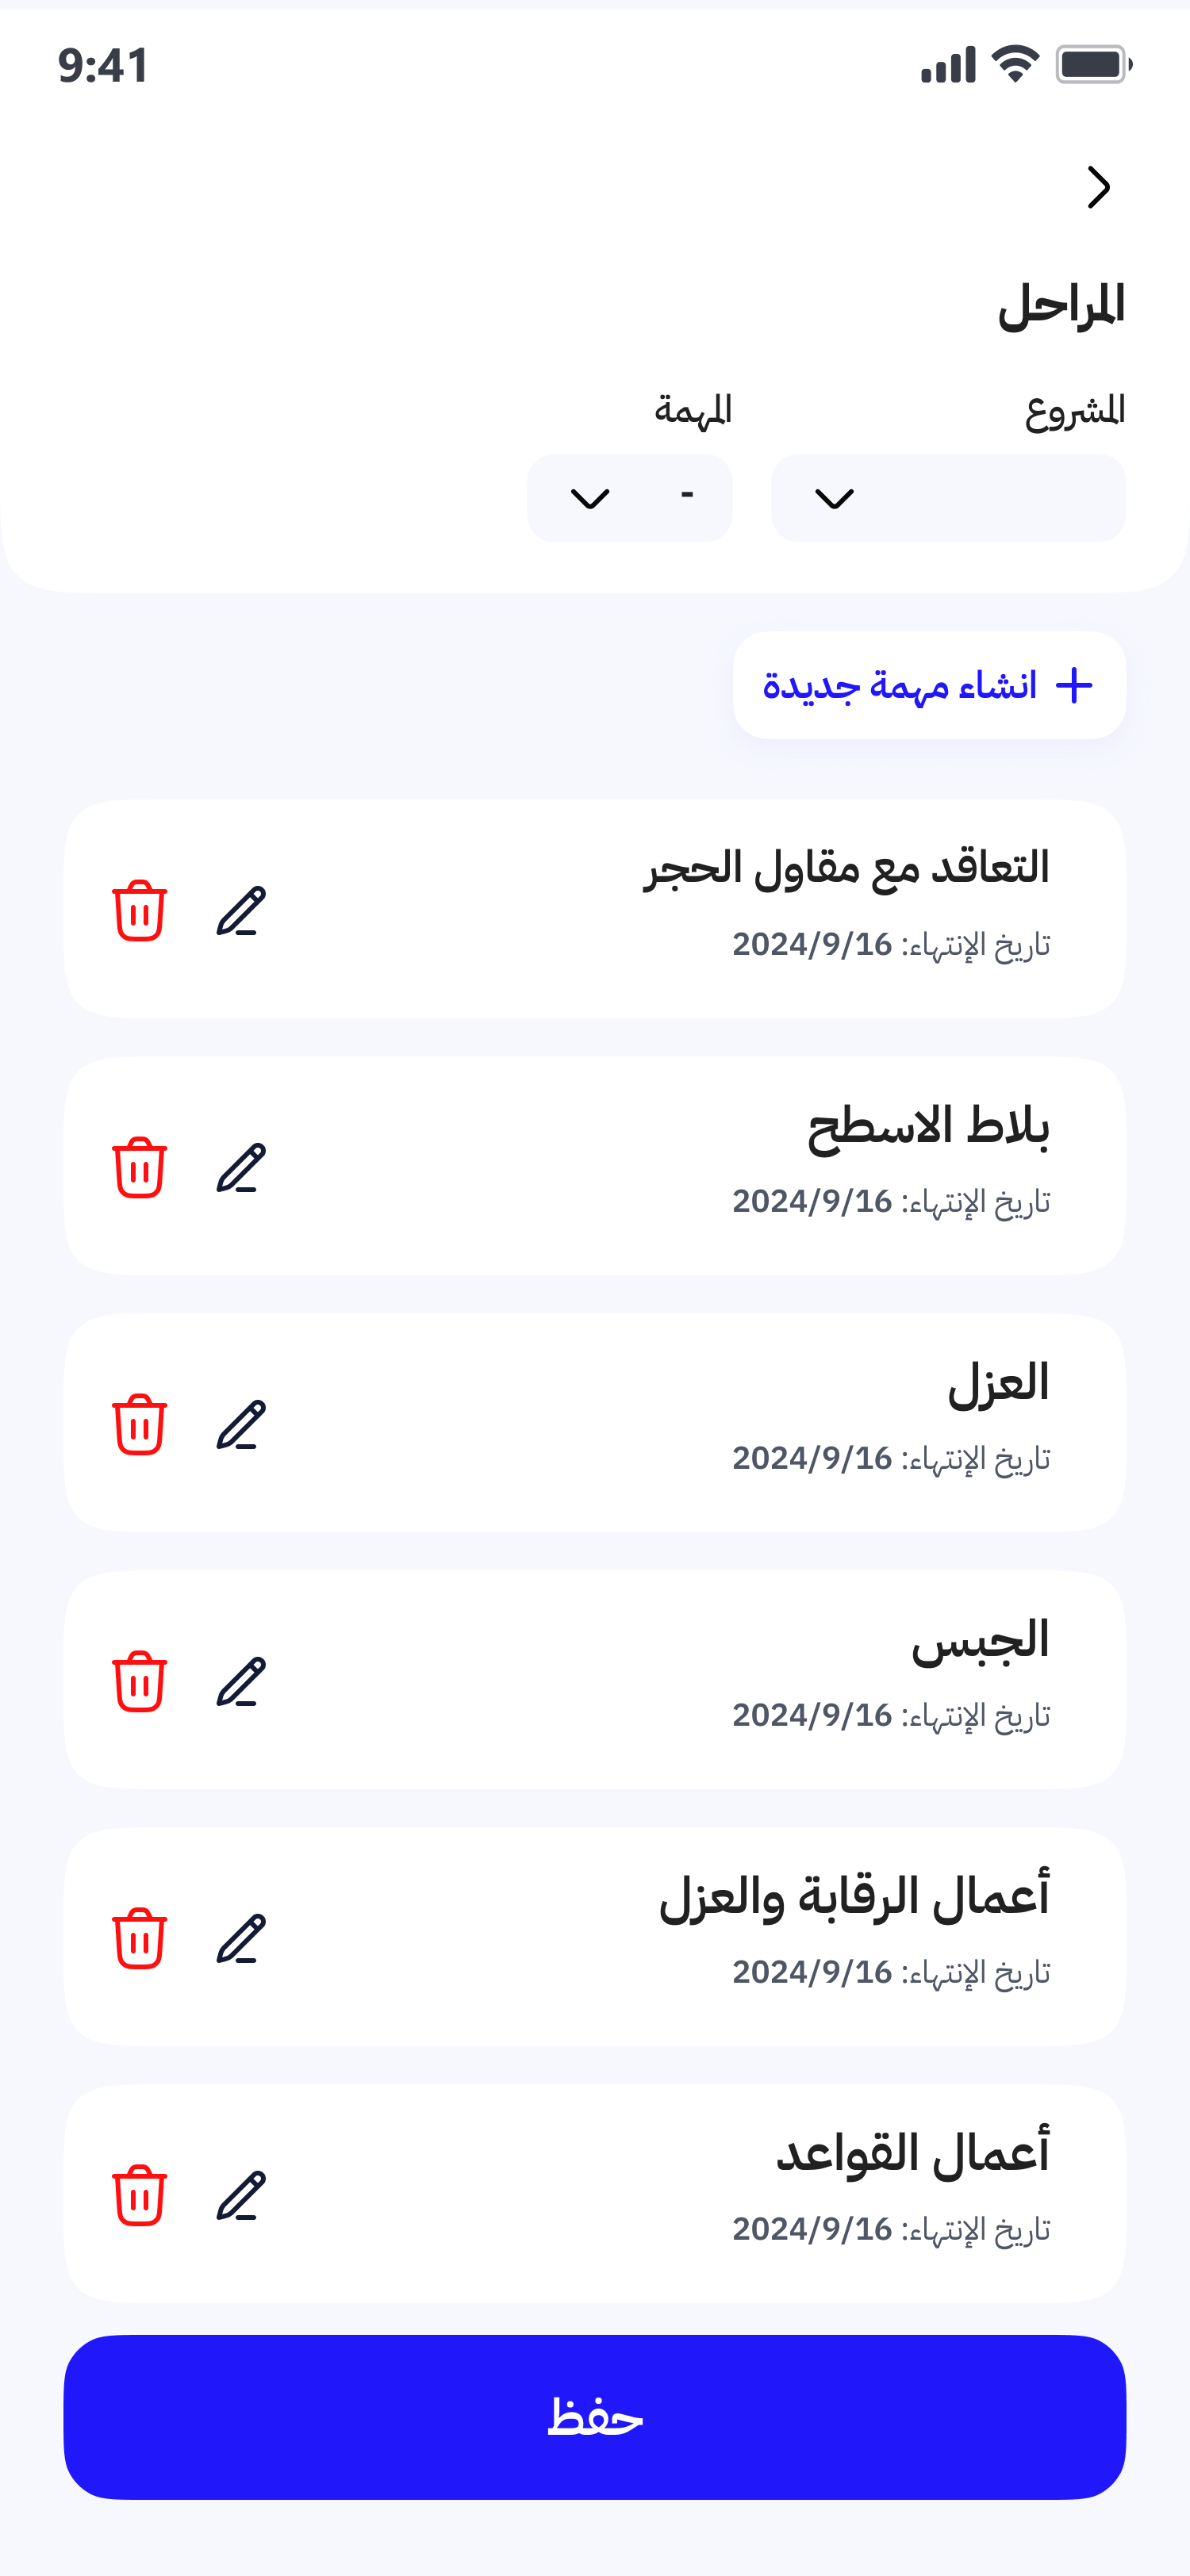 9:41
المراحل
المشروع
المهمة
-
انشاء مهمة جديدة
التعاقد مع مقاول الحجر
تاريخ الإنتهاء: 2024/9/16
بلاط الاسطح
تاريخ الإنتهاء: 2024/9/16
العزل
تاريخ الإنتهاء: 2024/9/16
الجبس
تاريخ الإنتهاء: 2024/9/16
أعمال الرقابة والعزل
تاريخ الإنتهاء: 2024/9/16
أعمال القواعد
تاريخ الإنتهاء: 2024/9/16
حفظ